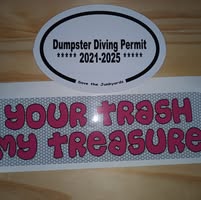 Dumpster Diving Permit
***** 2021-2025 *****
Save the Junkyards
YOUR TRASH
MY TREASURE